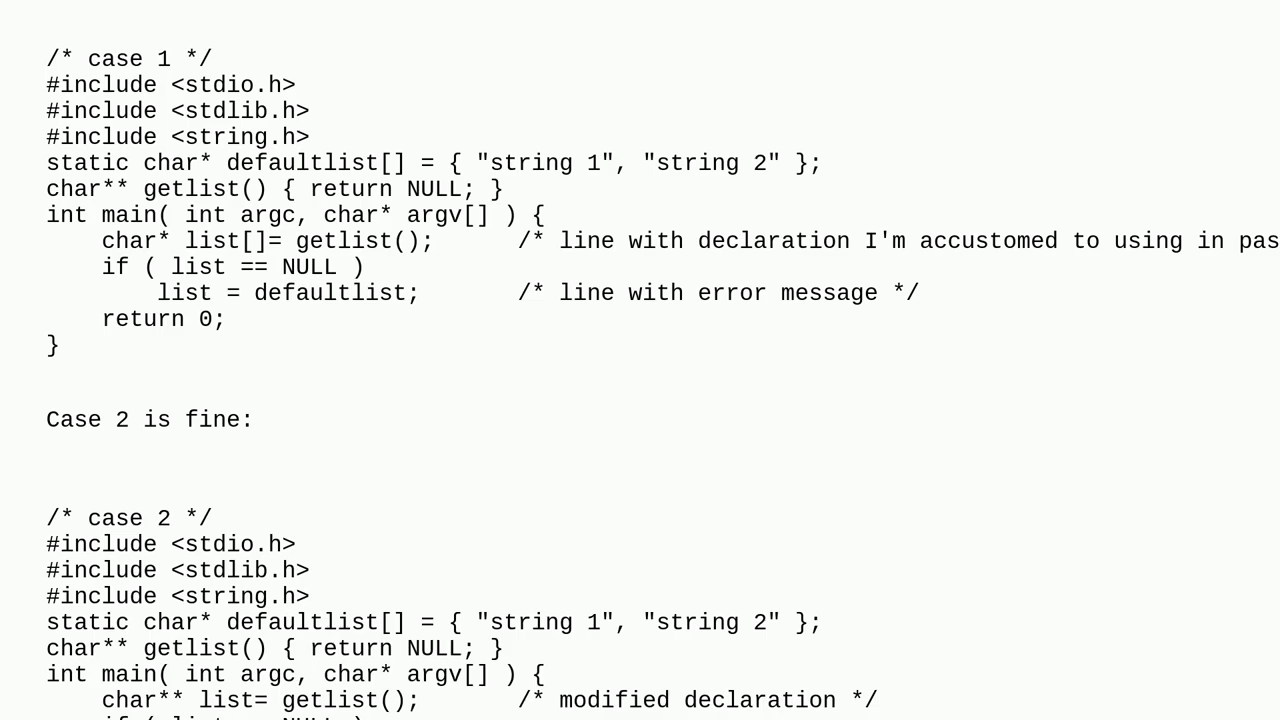 /* case 1 */
#include <stdio.h>
#include <stdlib.h>
#include <string.h>
static char* defaultlist[] = { "string 1", "string 2" };
char** getlist() { return NULL; }
int main( int argc, char* argv[] ) {
    char* list[]= getlist();      /* line with declaration I'm accustomed to using in pas
    if ( list == NULL )
        list = defaultlist;       /* line with error message */
    return 0;
}
Case 2 is fine:
/* case 2 */
#include <stdio.h>
#include <stdlib.h>
#include <string.h>
static char* defaultlist[] = { "string 1", "string 2" };
char** getlist() { return NULL; }
int main( int argc, char* argv[] ) {
    char** list= getlist();       /* modified declaration */